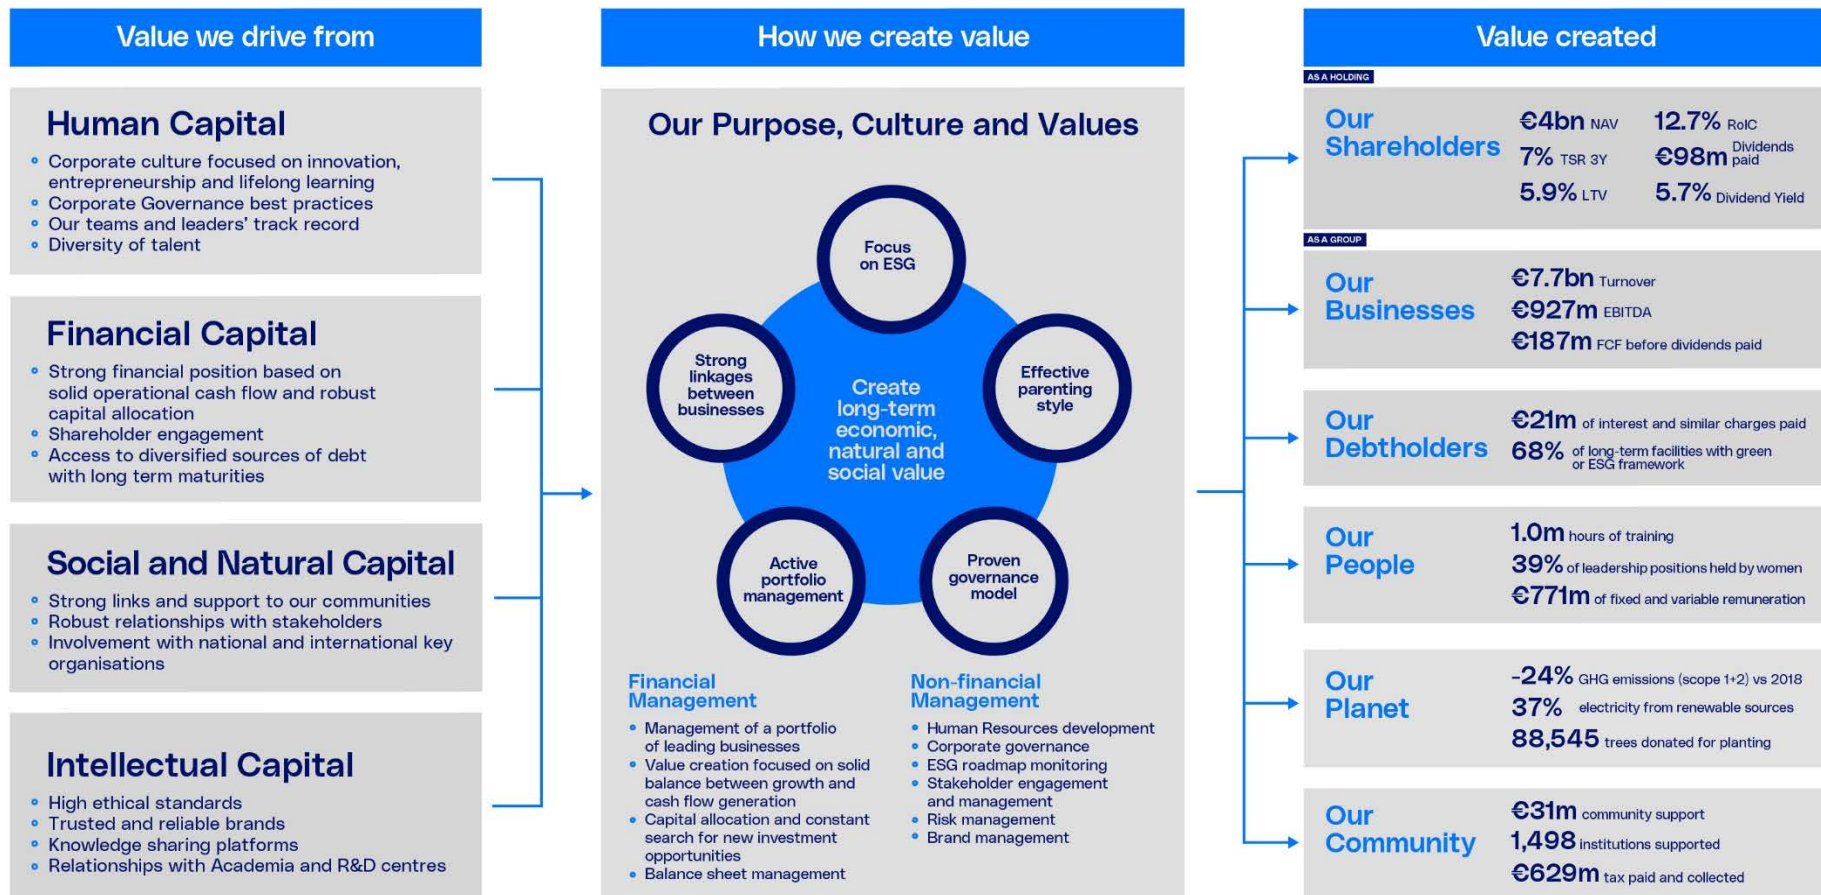 Value we drive from
Human Capital
Corporate culture focused on innovation,
entrepreneurship and lifelong learning
Corporate Governance best practices
Our teams and leaders' track record
Diversity of talent
Financial Capital
Strong financial position based on
solid operational cash flow and robust
capital allocation
Shareholder engagement
Access to diversified sources of debt
with long term maturities
Social and Natural Capital
Strong links and support to our communities
Robust relationships with stakeholders
Involvement with national and international key
organisations
Intellectual Capital
High ethical standards
Trusted and reliable brands
Knowledge sharing platforms
Relationships with Academia and R&D centres
How we create value
Our Purpose, Culture and Values
Focus
on ESG
Strong
linkages
between
businesses
Effective
parenting
style
Create
long-term
economic,
natural and
social value
Active
portfolio
management
Proven
governance
model
Financial
Management
Management of a portfolio
of leading businesses
Value creation focused on solid
balance between growth and
cash flow generation
Capital allocation and constant
search for new investment
opportunities
Balance sheet management
Non-financial
Management
Human Resources development
Corporate governance
ESG roadmap monitoring
Stakeholder engagement
and management
Risk management
Brand management
Value created
AS A HOLDING
Our
Shareholders
€4bn NAV
12.7% RoIC
7% TSR 3Y
€98m Dividends
paid
5.9% LTV
5.7% Dividend Yield
AS A GROUP
Our
Businesses
€7.7bn Turnover
€927m EBITDA
€187m FCF before dividends paid
Our
Debtholders
€21m of interest and similar charges paid
68% of long-term facilities with green
or ESG framework
Our
People
1.0m hours of training
39% of leadership positions held by women
€771m of fixed and variable remuneration
Our
Planet
-24% GHG emissions (scope 1+2) vs 2018
37% electricity from renewable sources
88,545 trees donated for planting
Our
Community
€31m community support
1,498 institutions supported
€629m tax paid and collected